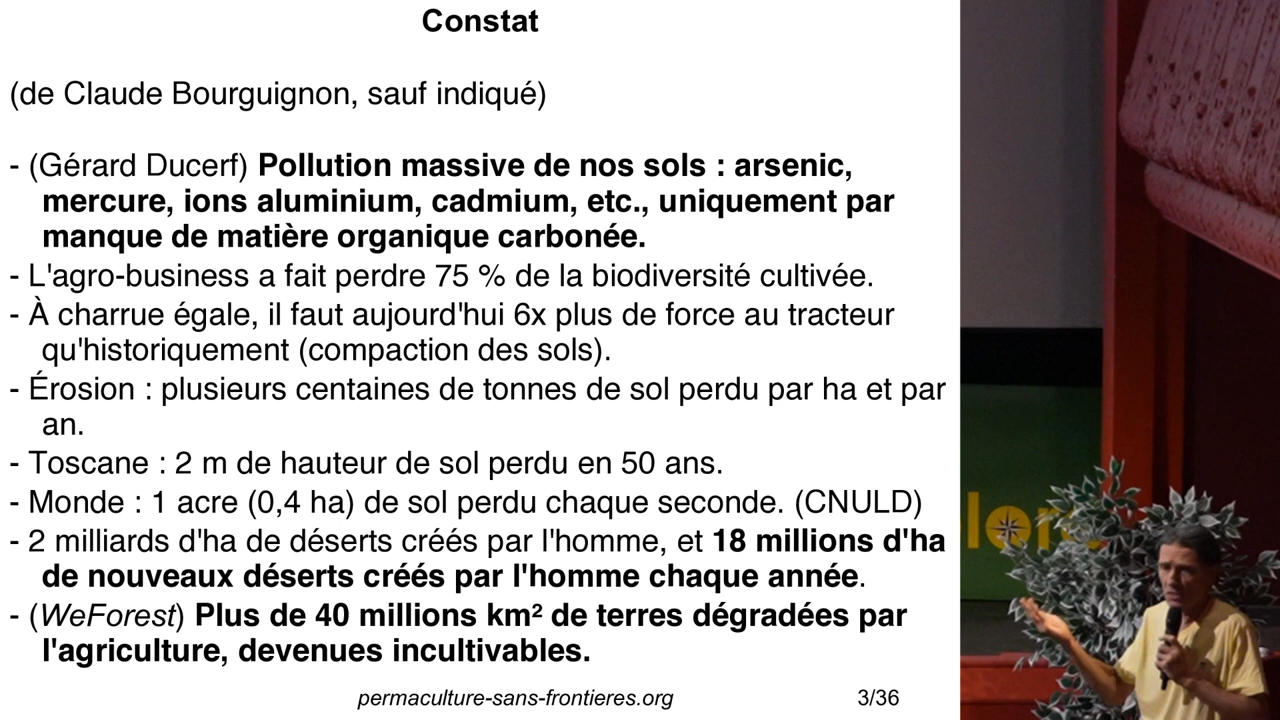 Constat
(de Claude Bourguignon, sauf indiqué)
- (Gérard Ducerf) Pollution massive de nos sols : arsenic,
mercure, ions aluminium, cadmium, etc., uniquement par
manque de matière organique carbonée.
- L'agro-business a fait perdre 75 % de la biodiversité cultivée.
- À charrue égale, il faut aujourd'hui 6x plus de force au tracteur
qu'historiquement (compaction des sols).
- Érosion : plusieurs centaines de tonnes de sol perdu par ha et par
an.
- Toscane : 2 m de hauteur de sol perdu en 50 ans.
- Monde : 1 acre (0,4 ha) de sol perdu chaque seconde. (CNULD)
- 2 milliards d'ha de déserts créés par l'homme, et 18 millions d'ha
de nouveaux déserts créés par l'homme chaque année.
- (WeForest) Plus de 40 millions km² de terres dégradées par
l'agriculture, devenues incultivables.
permaculture-sans-frontieres.org 3/36